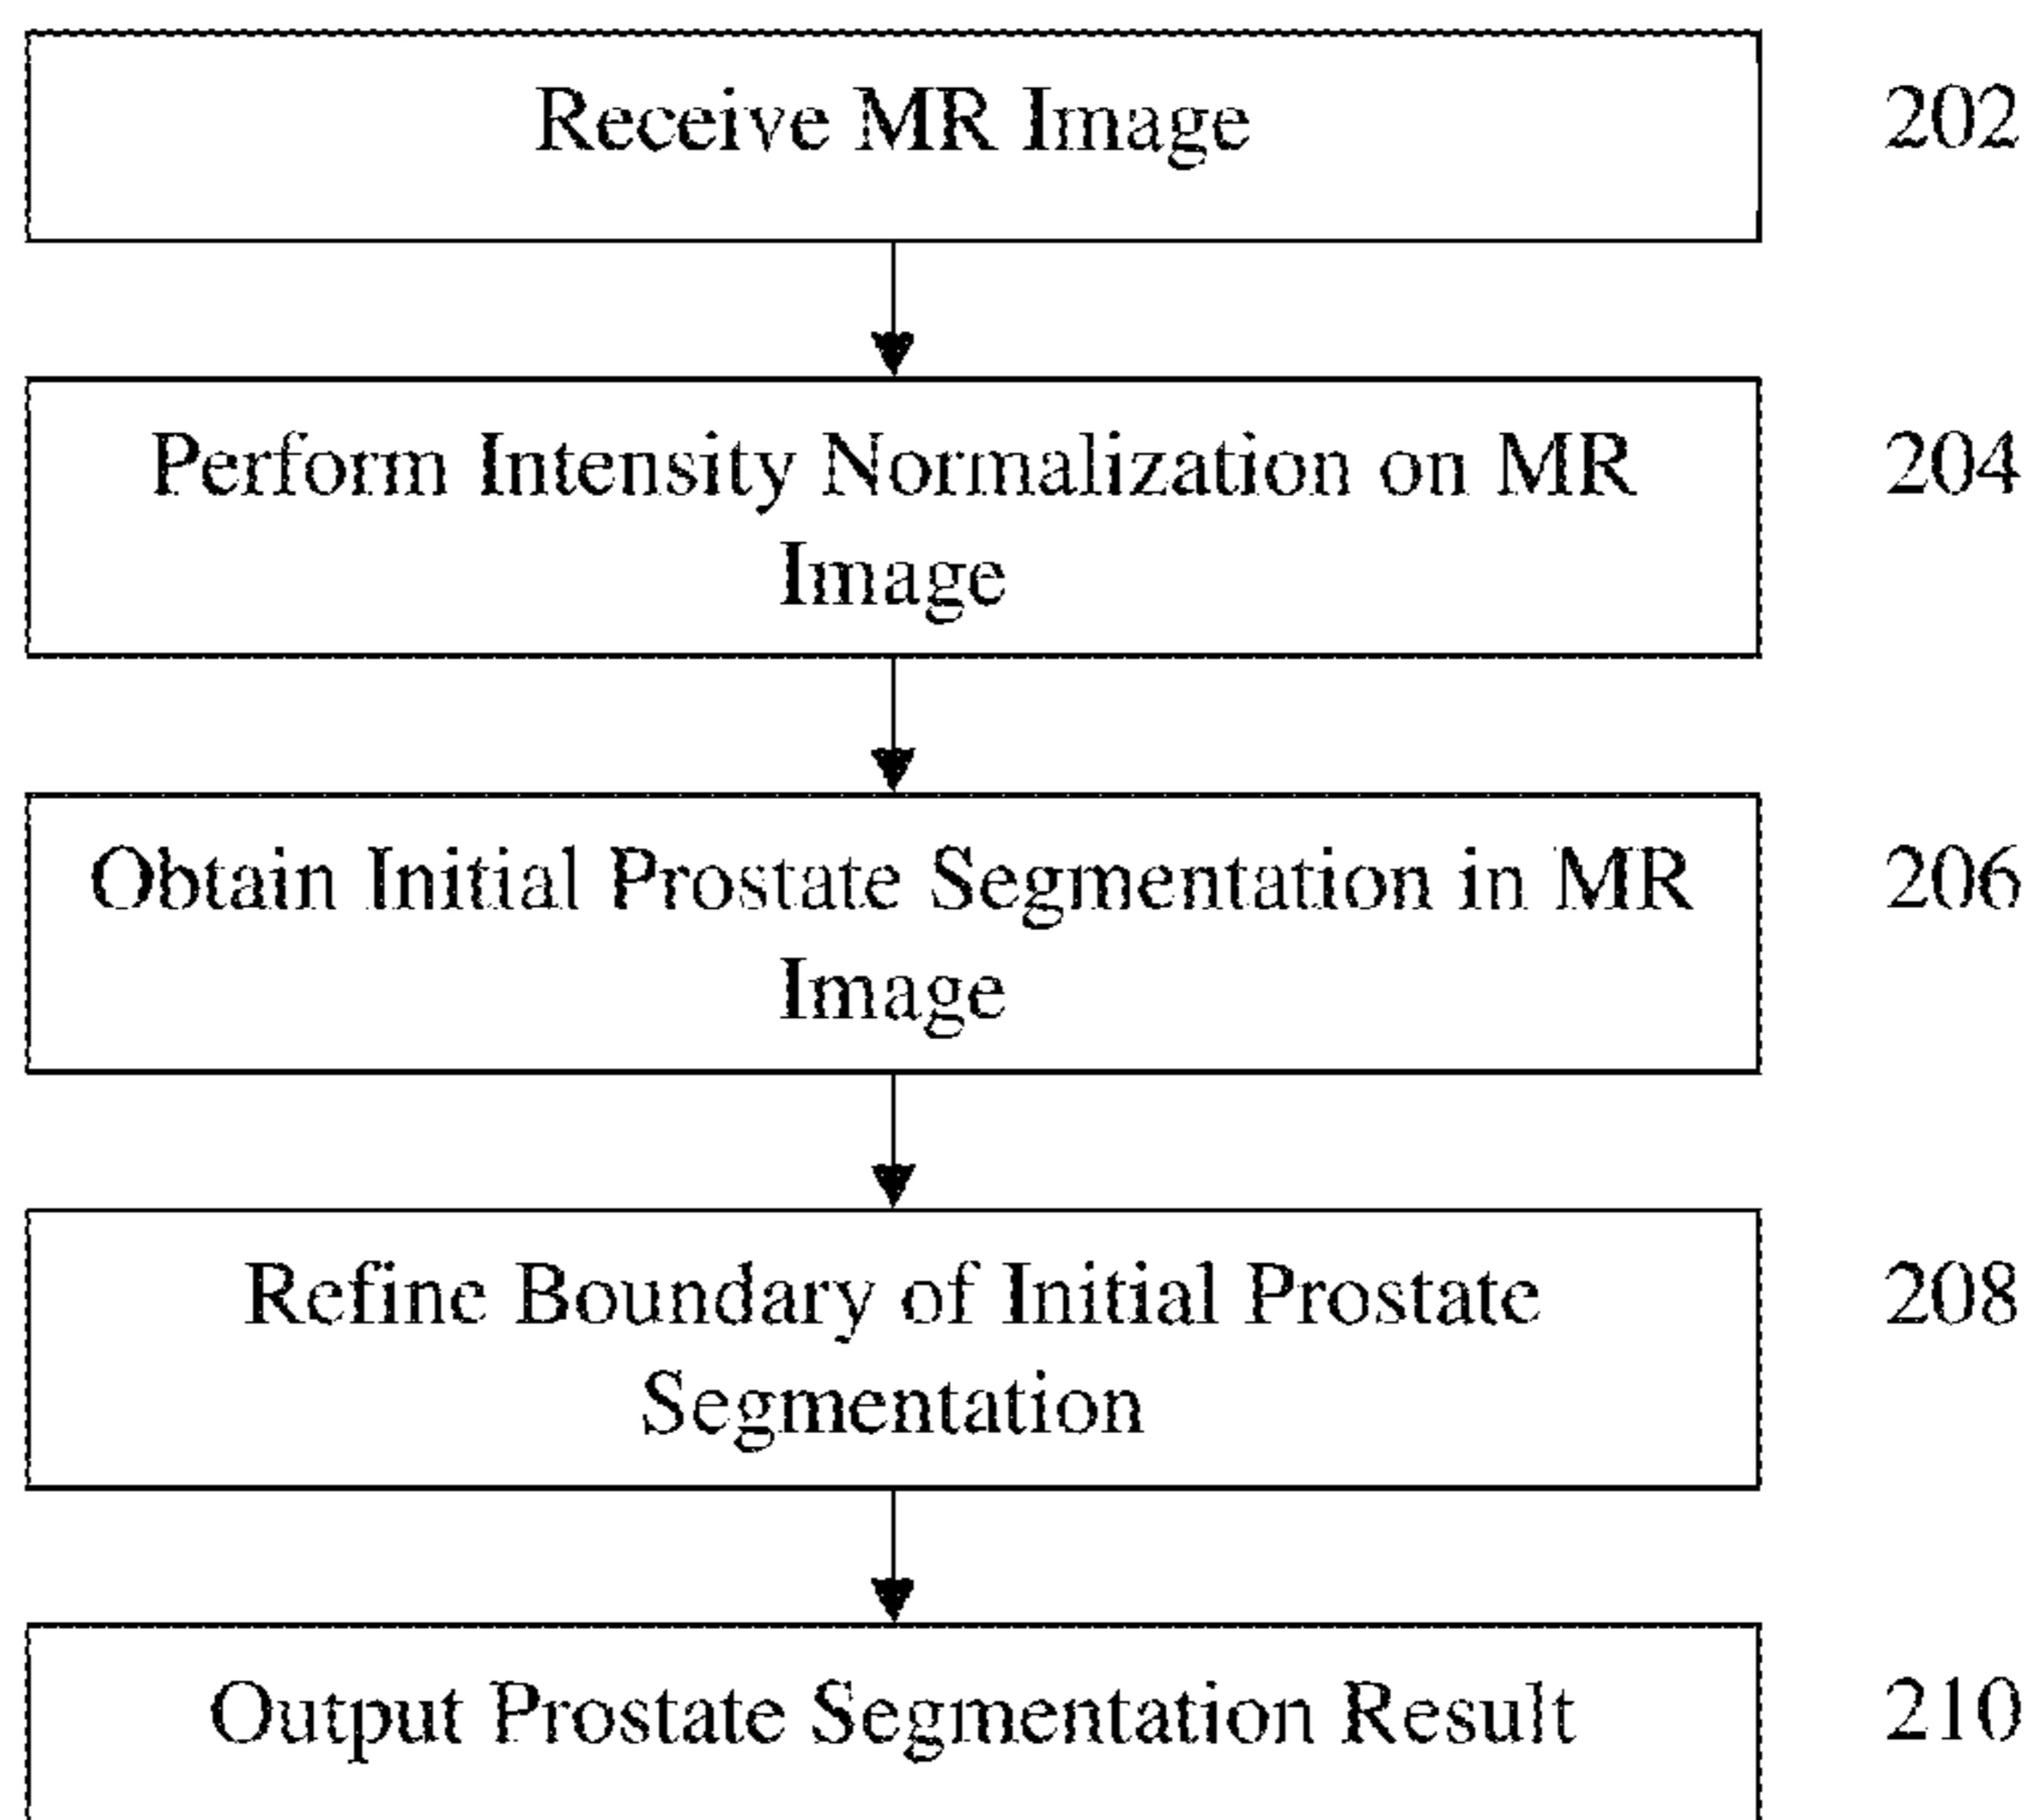 Receive MR Image 202
Perform Intensity Normalization on MR 204
Image
Obtain Initial Prostate Segmentation in MR 206
Image
Refine Boundary of Initial Prostate 208
Segmentation
Output Prostate Segmentation Result 210